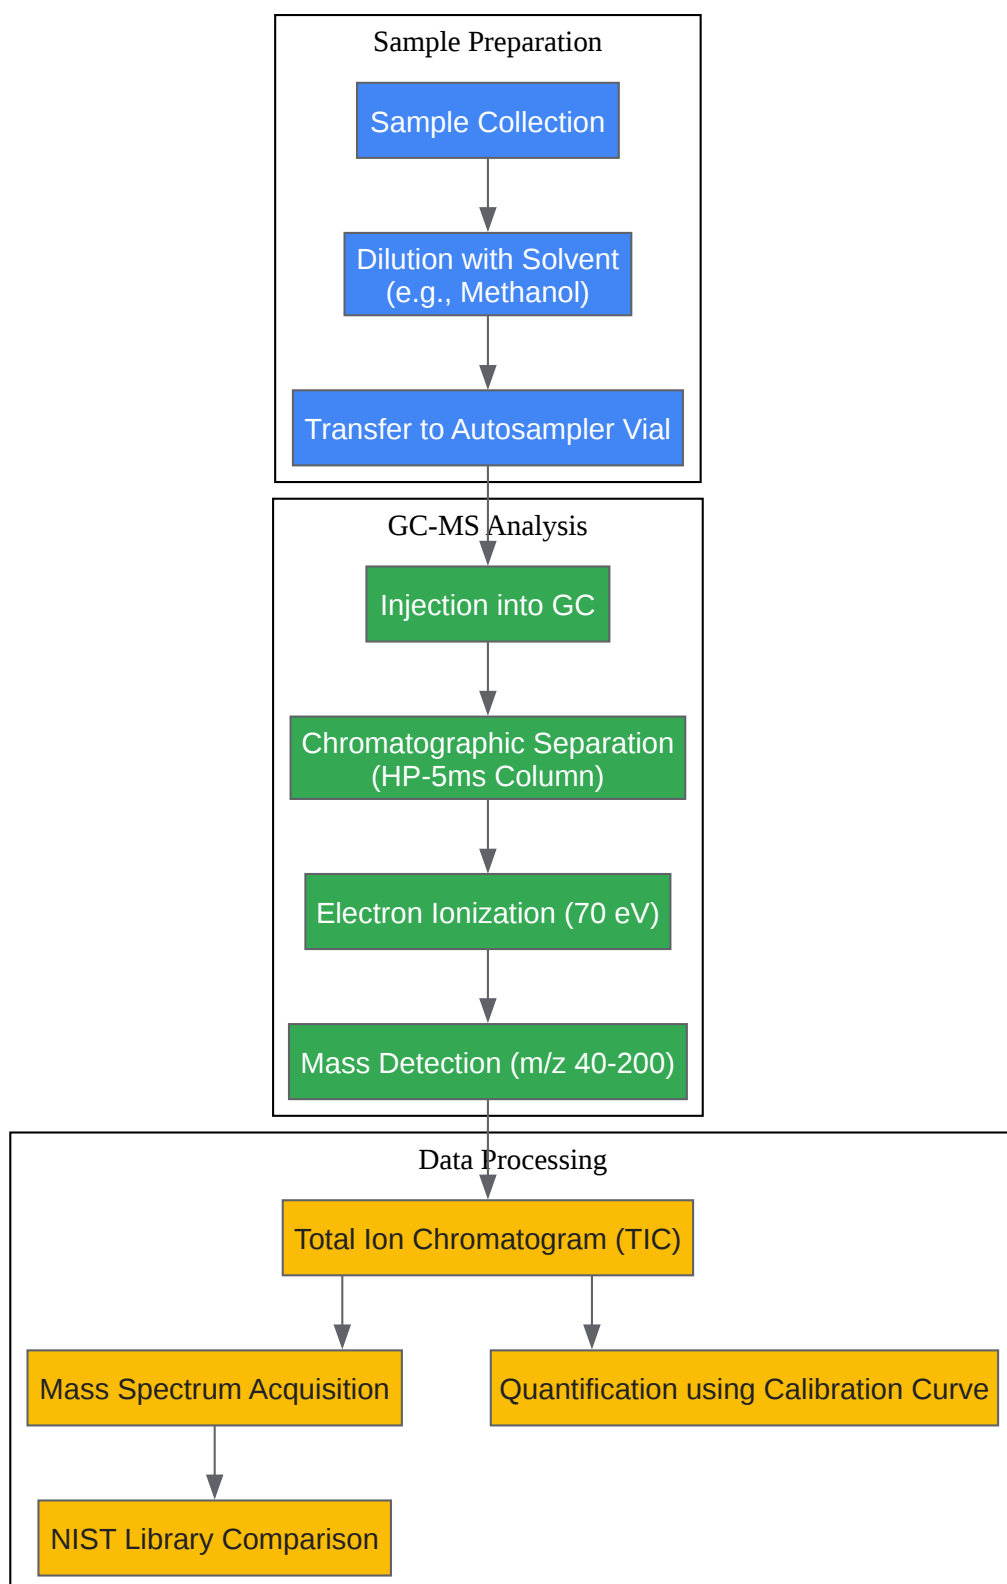 Sample Preparation
Sample Collection
Dilution with Solvent
(e.g., Methanol)
Transfer to Autosampler Vial
GC-MS Analysis
Injection into GC
Chromatographic Separation
(HP-5ms Column)
Electron Ionization (70 eV)
Mass Detection (m/z 40-200)
Data Processing
Total Ion Chromatogram (TIC)
Mass Spectrum Acquisition
Quantification using Calibration Curve
NIST Library Comparison